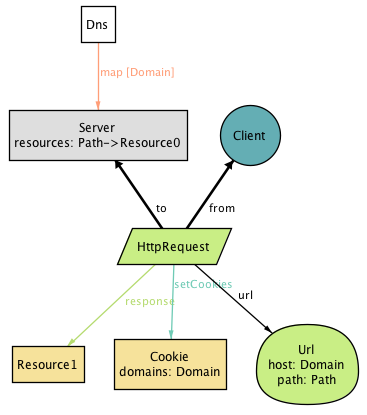 Dns
map [Domain]
Server
resources: Path->Resource0
Client
to
from
HttpRequest
response
setCookies
url
Resource1
Cookie
domains: Domain
Url
host: Domain
path: Path